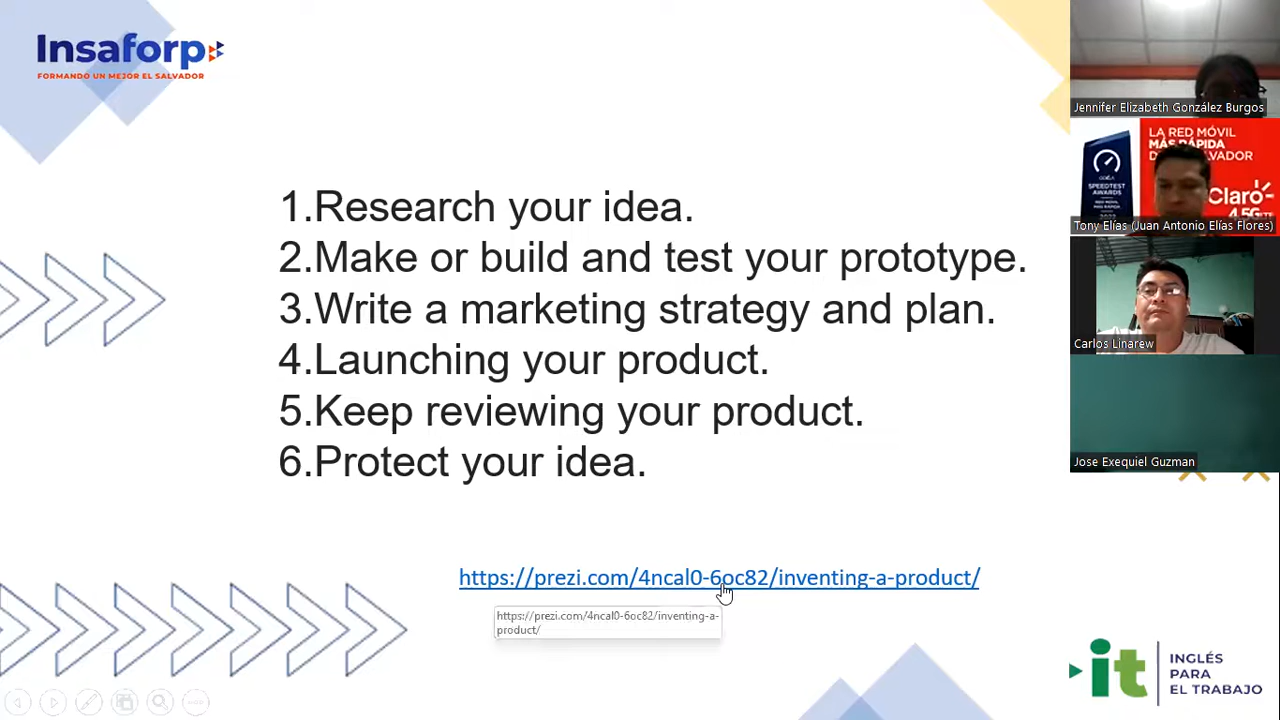 Insaforp
FORMANDO UN MEJOR EL SALVADOR
1.Research your idea.
2.Make or build and test your prototype.
3.Write a marketing strategy and plan.
4.Launching your product.
5.Keep reviewing your product.
6.Protect your idea.
https://prezi.com/4ncal0-6oc82/inventing-a-product/
https://prezi.com/4ncal0-6oc82/inventing-a-
product/
Jennifer Elizabeth González Burgos
LA RED MÓVIL
MÁS RÁPIDA
SPEEDTEST
AWARDS
Claro
4.5G
Tony Elías (Juan Antonio Elías Flores)
Carlos Linarew
Jose Exequiel Guzman
it
INGLÉS
PARA
EL TRABAJO